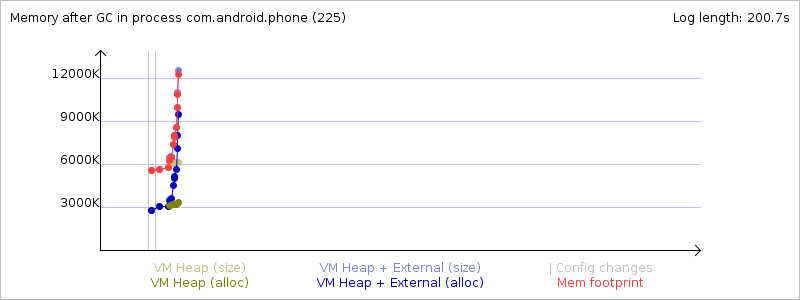 Memory after GC in process com.android.phone (225)
Log length: 200.7s
12000K
9000K
6000K
3000K
VM Heap (size)
VM Heap + External (size)
| Config changes
VM Heap (alloc)
VM Heap + External (alloc)
Mem footprint